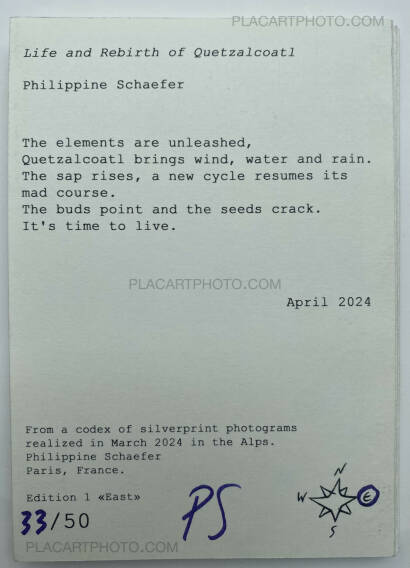 PLACARTPHOTO.COM
Life and Rebirth of Quetzalcoatl
Philippine Schaefer
The elements are unleashed,
Quetzalcoatl brings wind, water and rain.
The sap rises, a new cycle resumes its
mad course.
The buds point and the seeds crack.
It's time to live.
PLACARTPHOTO.COM
April 2024
From a codex of silverprint photograms
realized in March 2024 in the Alps.
Philippine Schaefer
Paris, France.
Edition 1 «East»
33/50
PS
N
W E
S
PLACARTPHOTO.COM